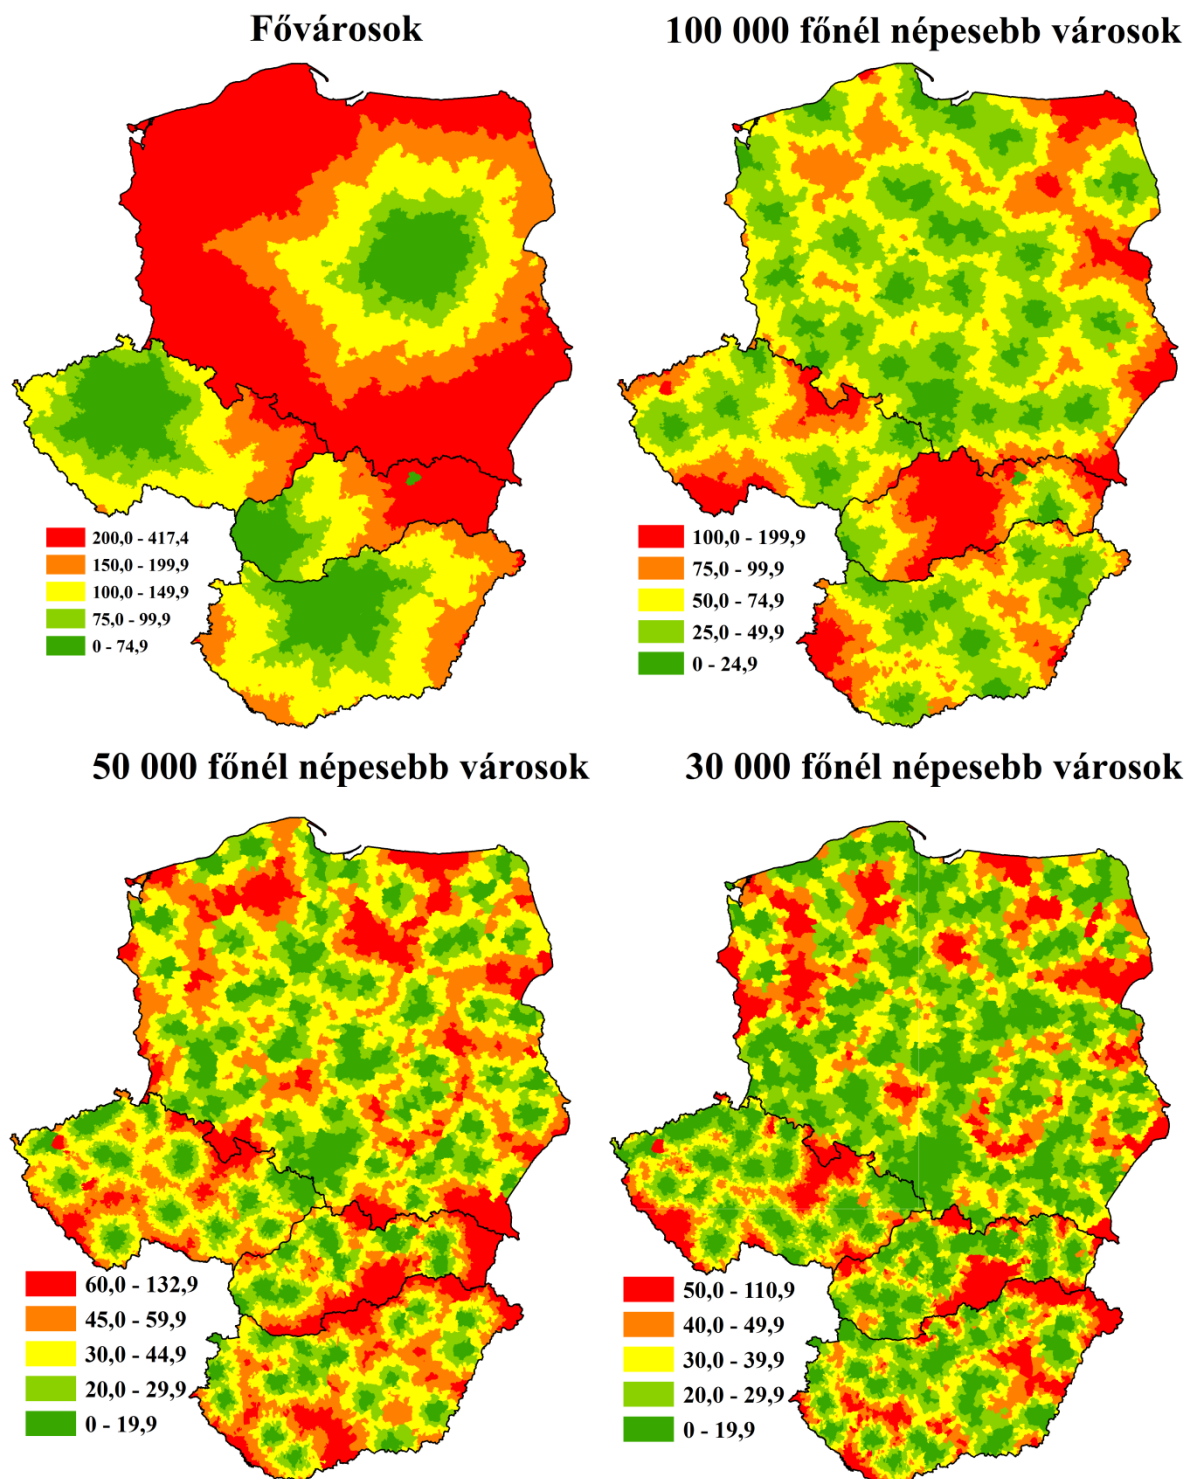 Fővárosok
100 000 főnél népesebb városok
200,0 - 417,4
150,0 - 199,9
100,0 - 149,9
75,0 - 99,9
0 - 74,9
100,0 - 199,9
75,0 - 99,9
50,0 - 74,9
25,0 - 49,9
0 - 24,9
50 000 főnél népesebb városok
30 000 főnél népesebb városok
60,0 - 132,9
45,0 - 59,9
30,0 - 44,9
20,0 - 29,9
0 - 19,9
50,0 - 110,9
40,0 - 49,9
30,0 - 39,9
20,0 - 29,9
0 - 19,9